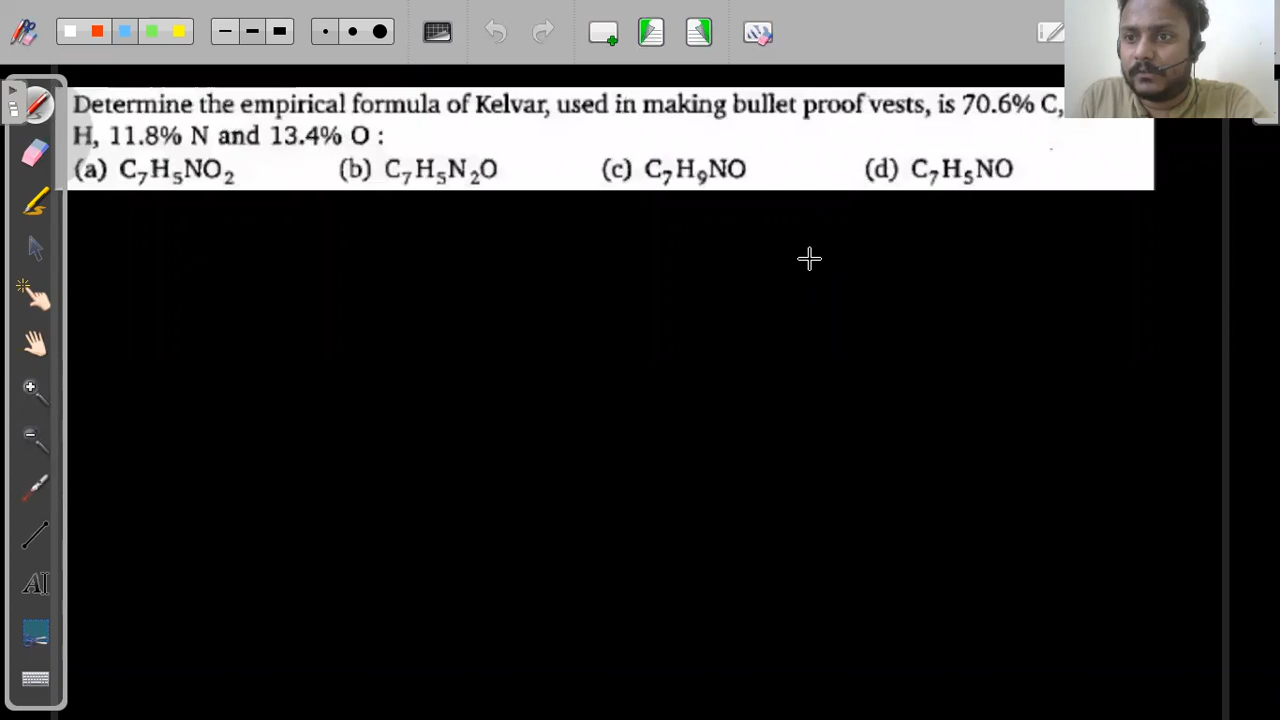 Determine the empirical formula of Kelvar, used in making bullet proof vests, is 70.6% C,
H, 11.8% N and 13.4% O :
(a) C₇H₅NO₂ (b) C₇H₅N₂O (c) C₇H₉NO (d) C₇H₅NO
AI